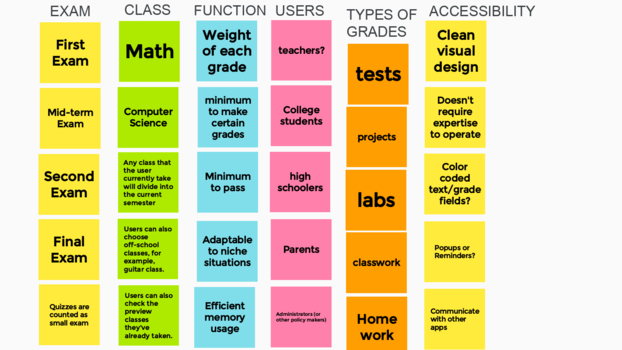 EXAM
First
Exam
Mid-term
Exam
Second
Exam
Final
Exam
Quizzes are
counted as
small exam
CLASS
Math
Computer
Science
Any class that
the user
currently take
will divide into
the current
semester
Users can also
choose
off-school
classes, for
example,
guitar class.
Users can also
check the
preview
classes
they've
already taken.
FUNCTION
Weight
of each
grade
minimum
to make
certain
grades
Minimum
to pass
Adaptable
to niche
situations
Efficient
memory
usage
USERS
teachers?
College
students
high
schoolers
Parents
Administrators (or
other policy makers)
TYPES OF
GRADES
tests
projects
labs
classwork
Home
work
ACCESSIBILITY
Clean
visual
design
Doesn't
require
expertise
to operate
Color
coded
text/grade
fields?
Popups or
Reminders?
Communicate
with other
apps